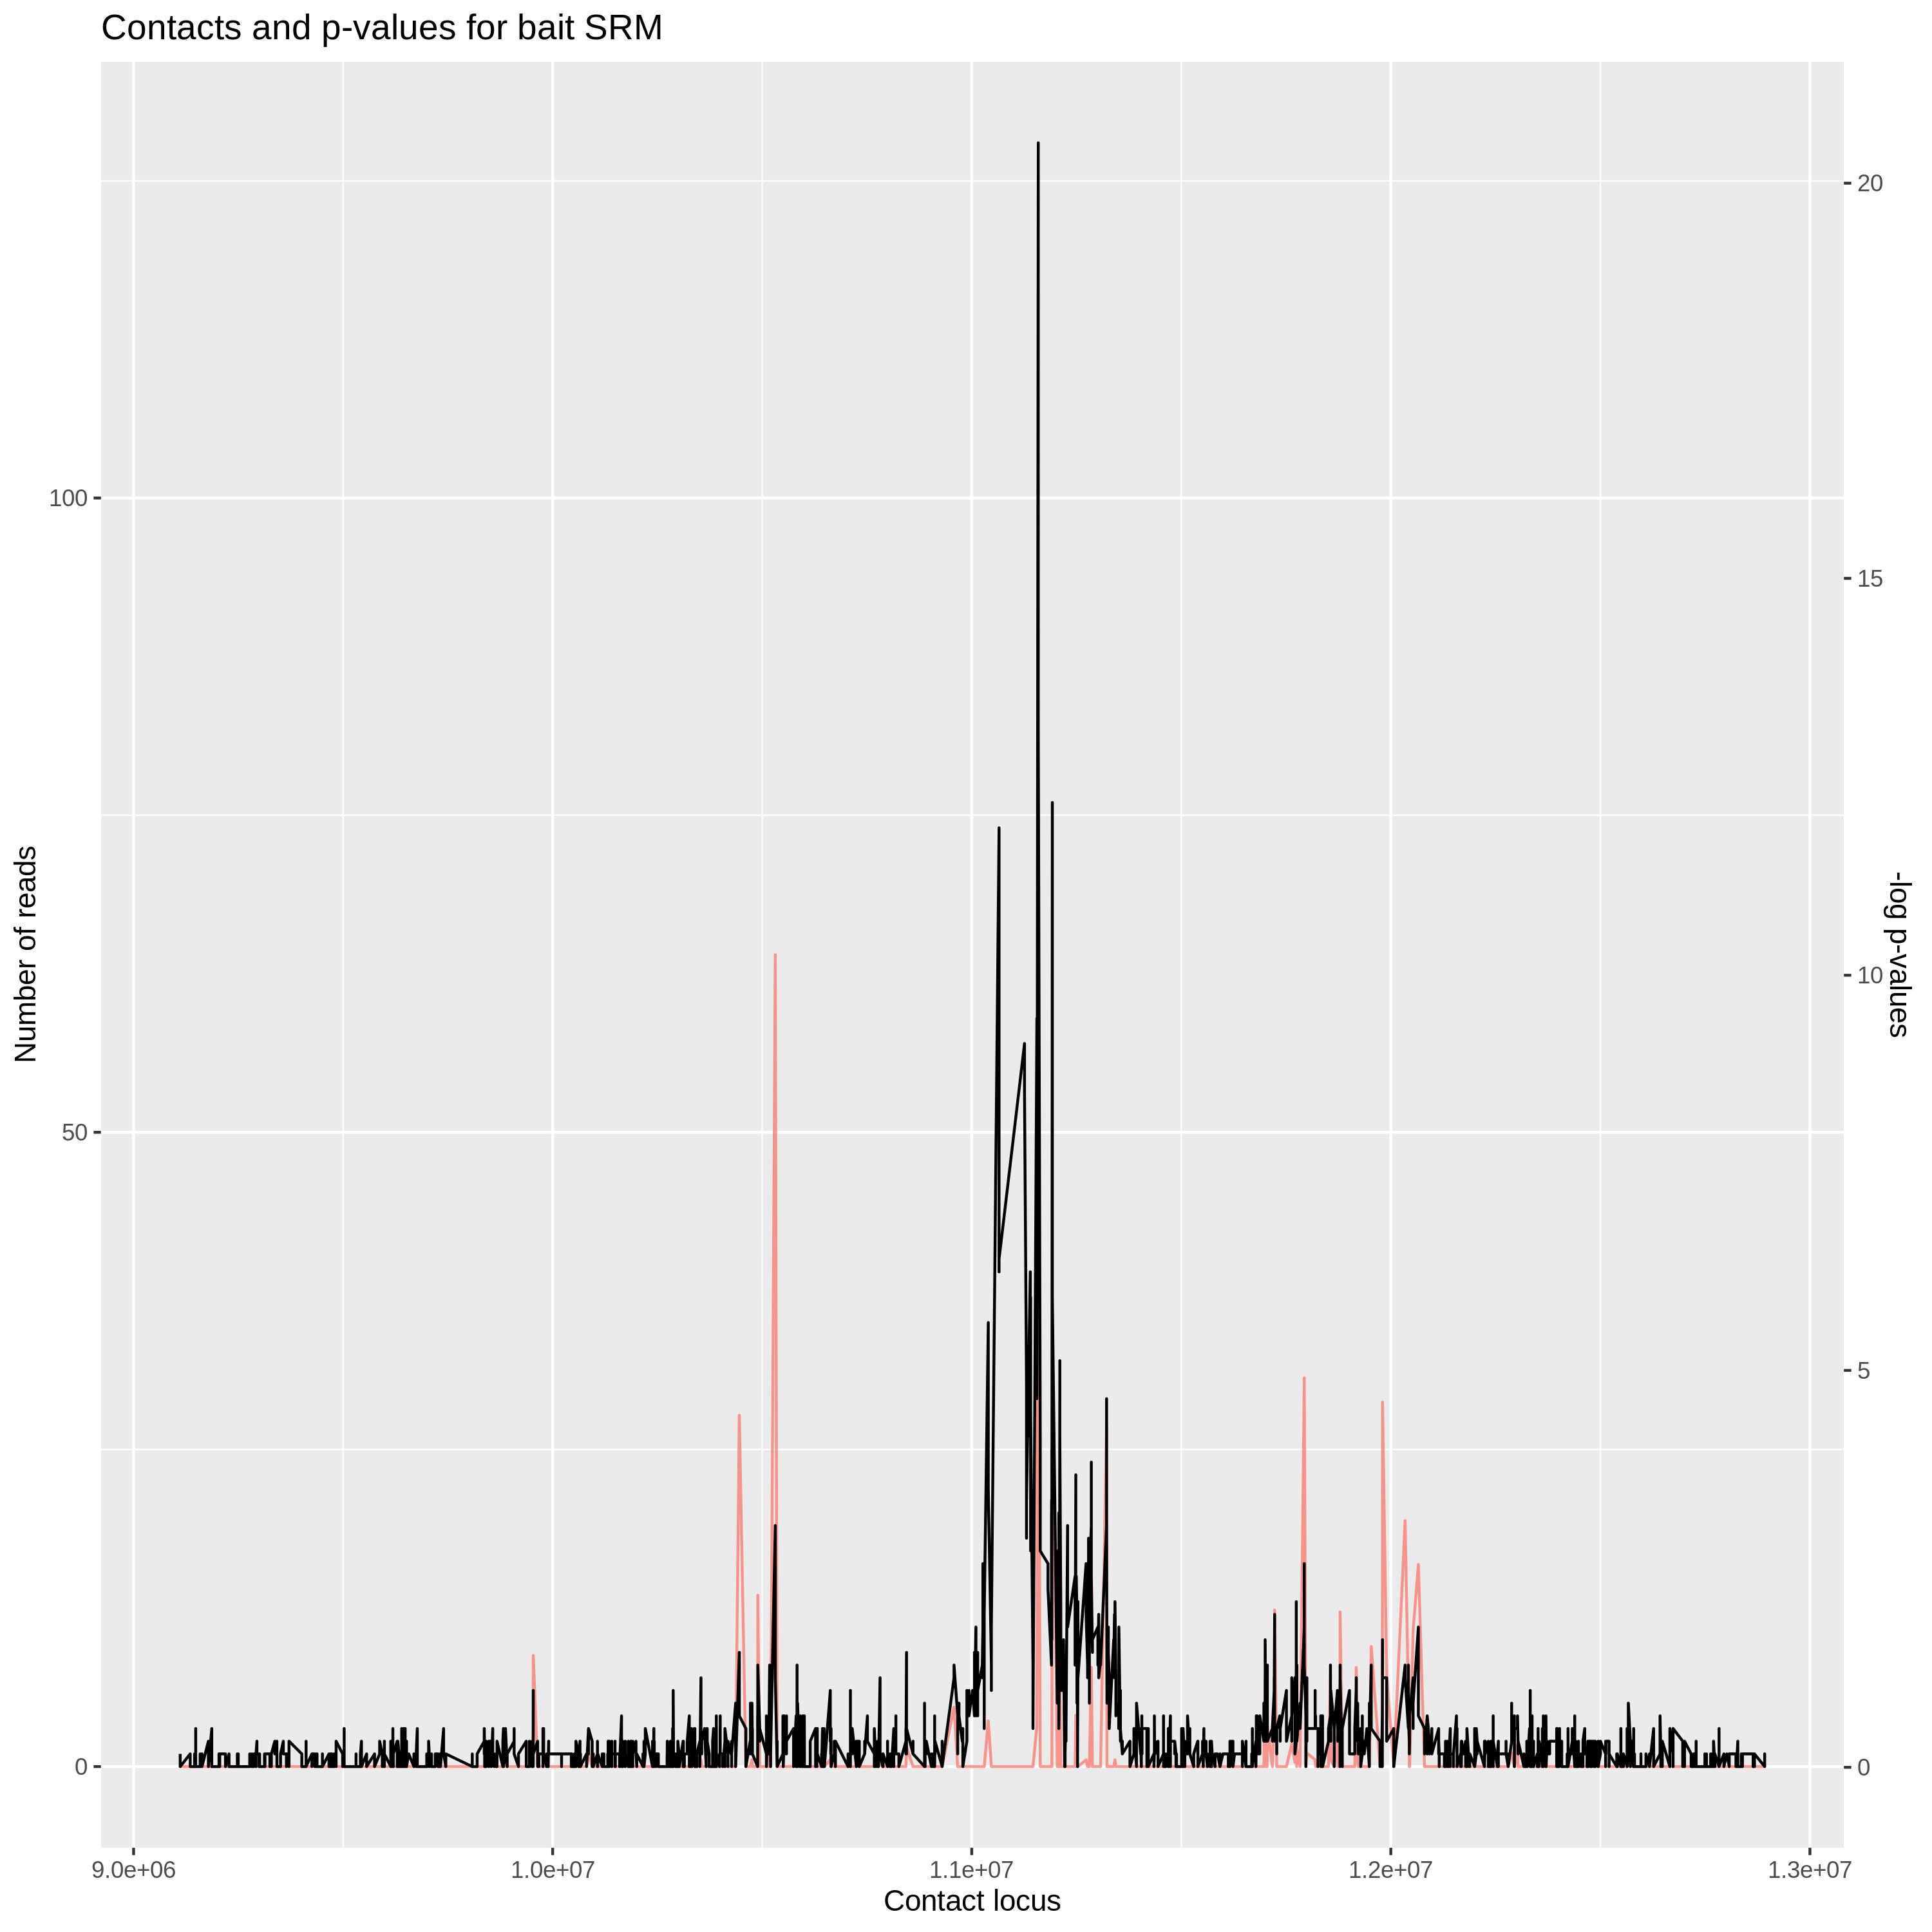 Contacts and p-values for bait SRM
Number of reads
100
50
0
20
15
10
5
0
-log p-values
9.0e+06
1.0e+07
1.1e+07
1.2e+07
1.3e+07
Contact locus